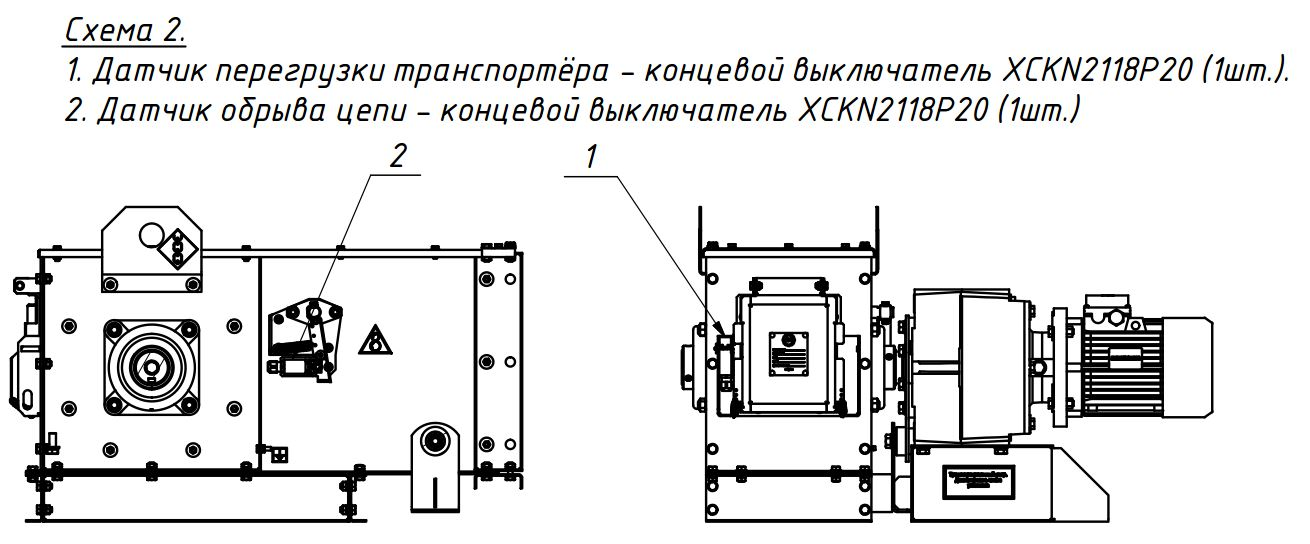 Схема 2.
1. Датчик перегрузки транспортёра – концевой выключатель XCKN2118P20 (1шт.).
2. Датчик обрыва цепи – концевой выключатель XCKN2118P20 (1шт.)
2
1